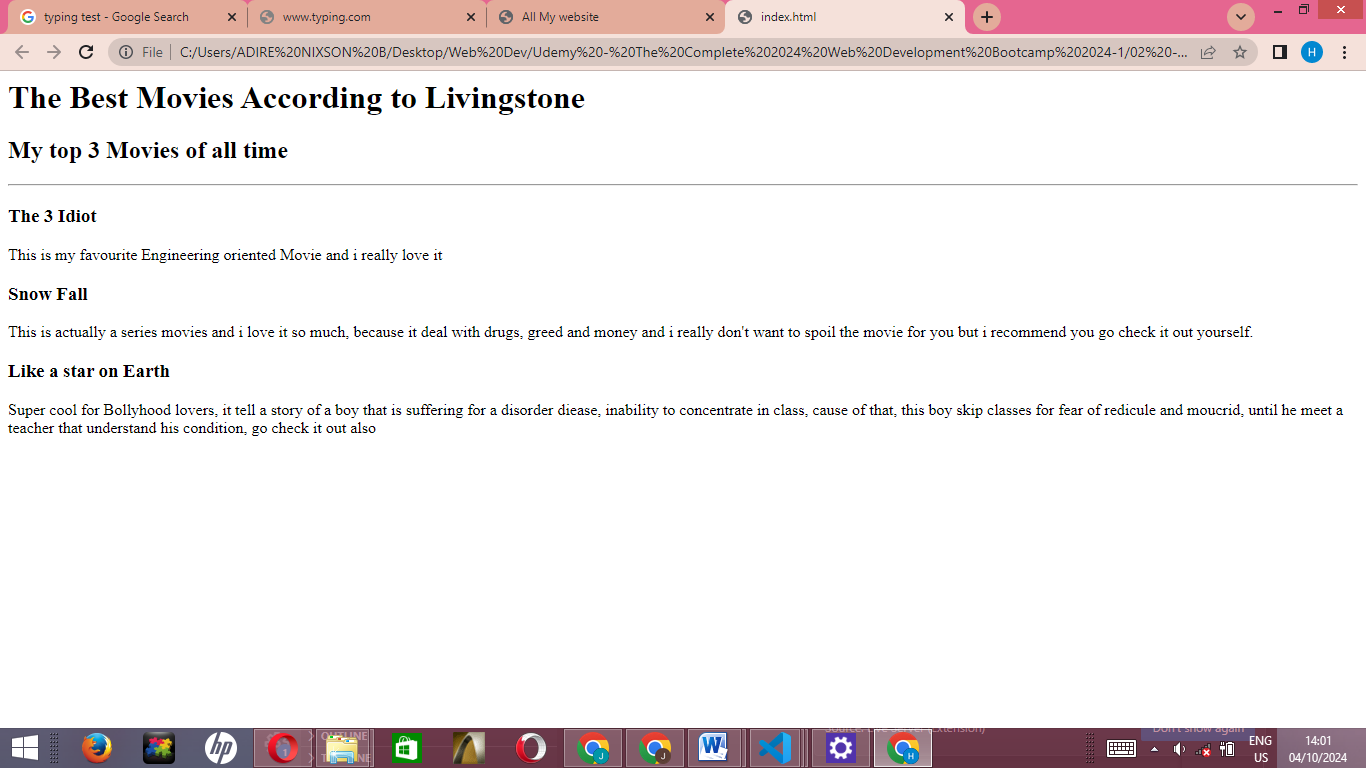 typing test - Google Search
www.typing.com
All My website
index.html
File
C:/Users/ADIRE%20NIXSON%20B/Desktop/Web%20Dev/Udemy%20-%20The%20Complete%202024%20Web%20Development%20Bootcamp%202024-1/02%20-...
H
The Best Movies According to Livingstone
My top 3 Movies of all time
The 3 Idiot
This is my favourite Engineering oriented Movie and i really love it
Snow Fall
This is actually a series movies and i love it so much, because it deal with drugs, greed and money and i really don't want to spoil the movie for you but i recommend you go check it out yourself.
Like a star on Earth
Super cool for Bollyhood lovers, it tell a story of a boy that is suffering for a disorder diease, inability to concentrate in class, cause of that, this boy skip classes for fear of redicule and moucrid, until he meet a
teacher that understand his condition, go check it out also
OUTLINE
Don't show again
hp
1
J
J
W
H
ENG
US
14:01
04/10/2024